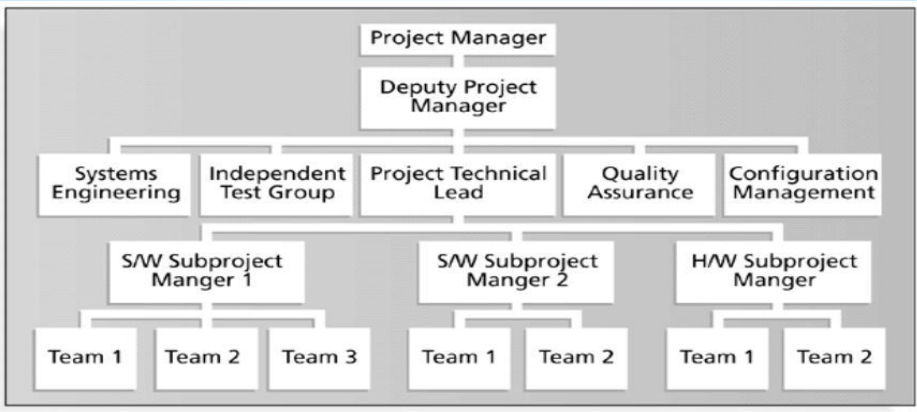 Project Manager
Deputy Project
Manager
Systems
Engineering
Independent
Test Group
Project Technical
Lead
Quality
Assurance
Configuration
Management
S/W Subproject
Manger 1
S/W Subproject
Manger 2
H/W Subproject
Manger
Team 1
Team 2
Team 3
Team 1
Team 2
Team 1
Team 2